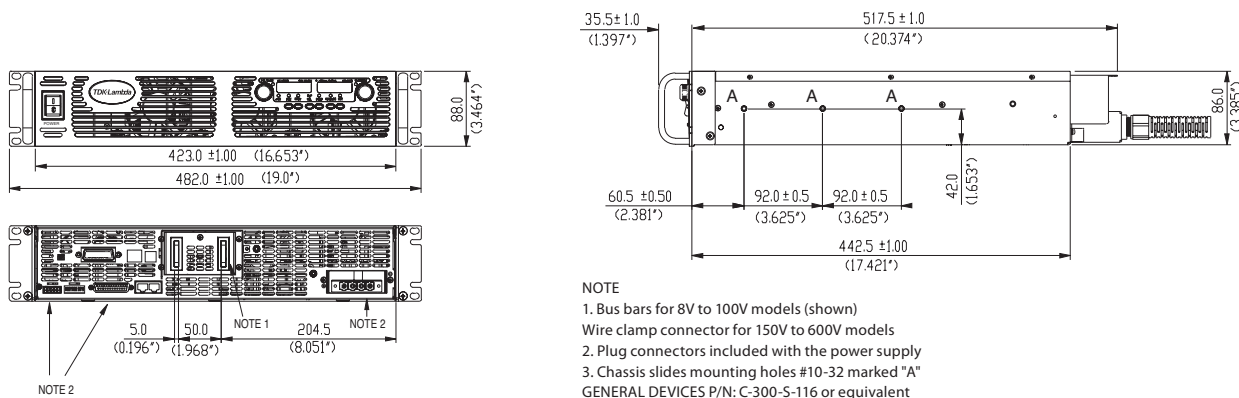 TDK-Lambda
POWER
88.0
(3.464")
423.0 ±1.00 (16.653")
482.0 ±1.00 (19.0")
5.0
(0.196")
50.0
(1.968")
NOTE 1
204.5
(8.051")
NOTE 2
NOTE 2
35.5± 1.0
(1.397")
517.5 ± 1.0
(20.374")
A
A
A
86.0
(3.385")
42.0
(1.653")
60.5 ±0.50
(2.381")
92.0 ± 0.5
(3.625")
92.0 ± 0.5
(3.625")
442.5 ±1.00
(17.421")
NOTE
1. Bus bars for 8V to 100V models (shown)
Wire clamp connector for 150V to 600V models
2. Plug connectors included with the power supply
3. Chassis slides mounting holes #10-32 marked "A"
GENERAL DEVICES P/N: C-300-S-116 or equivalent